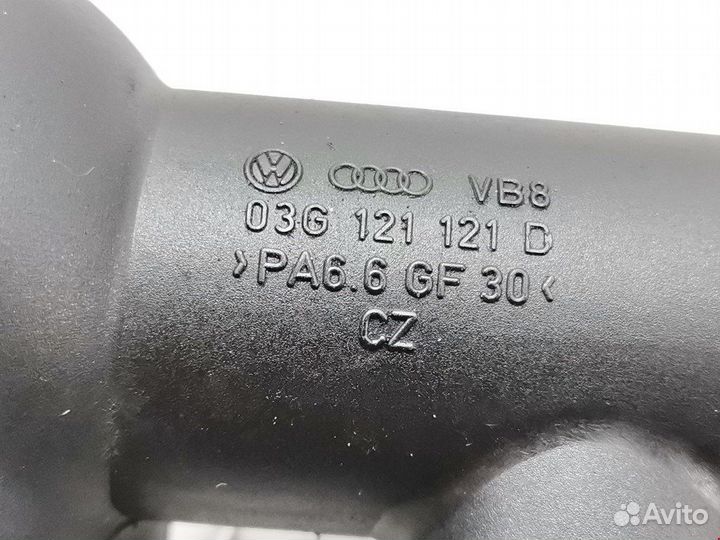 VB8
03G 121 121 D
>PA6.6 GF 30<
CZ
Avito